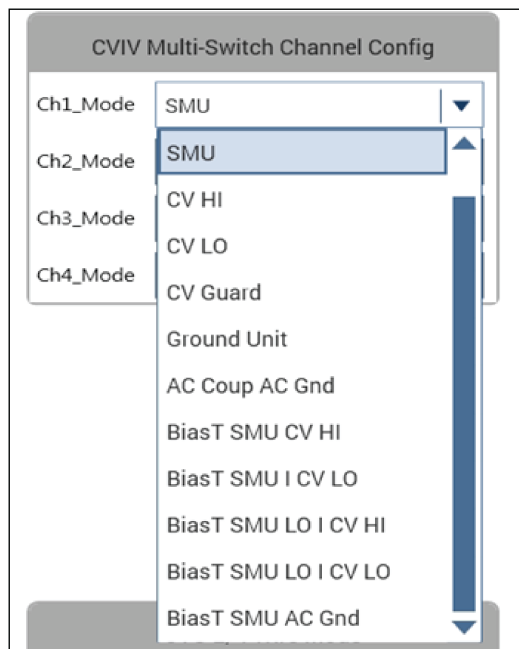 CVIV Multi-Switch Channel Config
Ch1_Mode SMU
SMU
Ch2_Mode
CV HI
Ch3_Mode
CV LO
Ch4_Mode
CV Guard
Ground Unit
AC Coup AC Gnd
BiasT SMU CV HI
BiasT SMU I CV LO
BiasT SMU LO I CV HI
BiasT SMU LO I CV LO
BiasT SMU AC Gnd